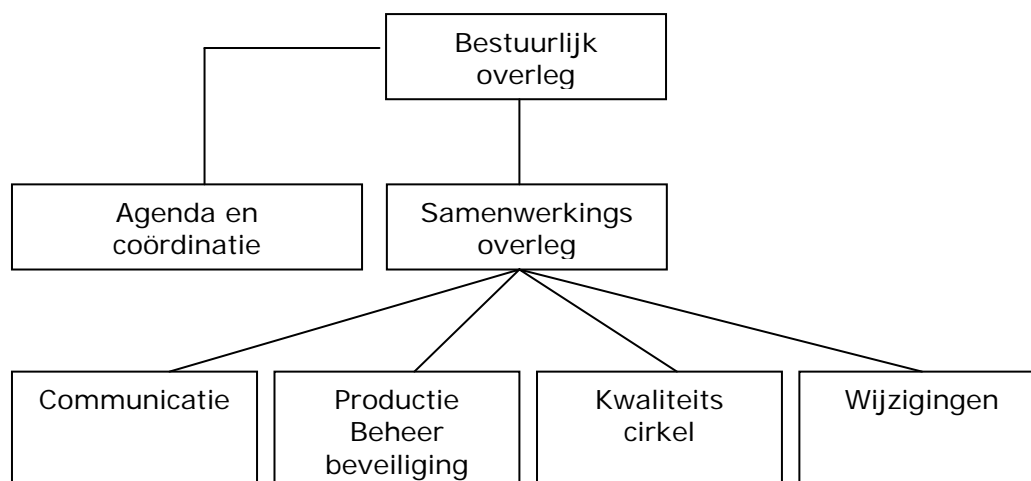 Bestuurlijk
overleg
Agenda en
coördinatie
Samenwerkings
overleg
Communicatie
Productie
Beheer
beveiliging
Kwaliteits
cirkel
Wijzigingen